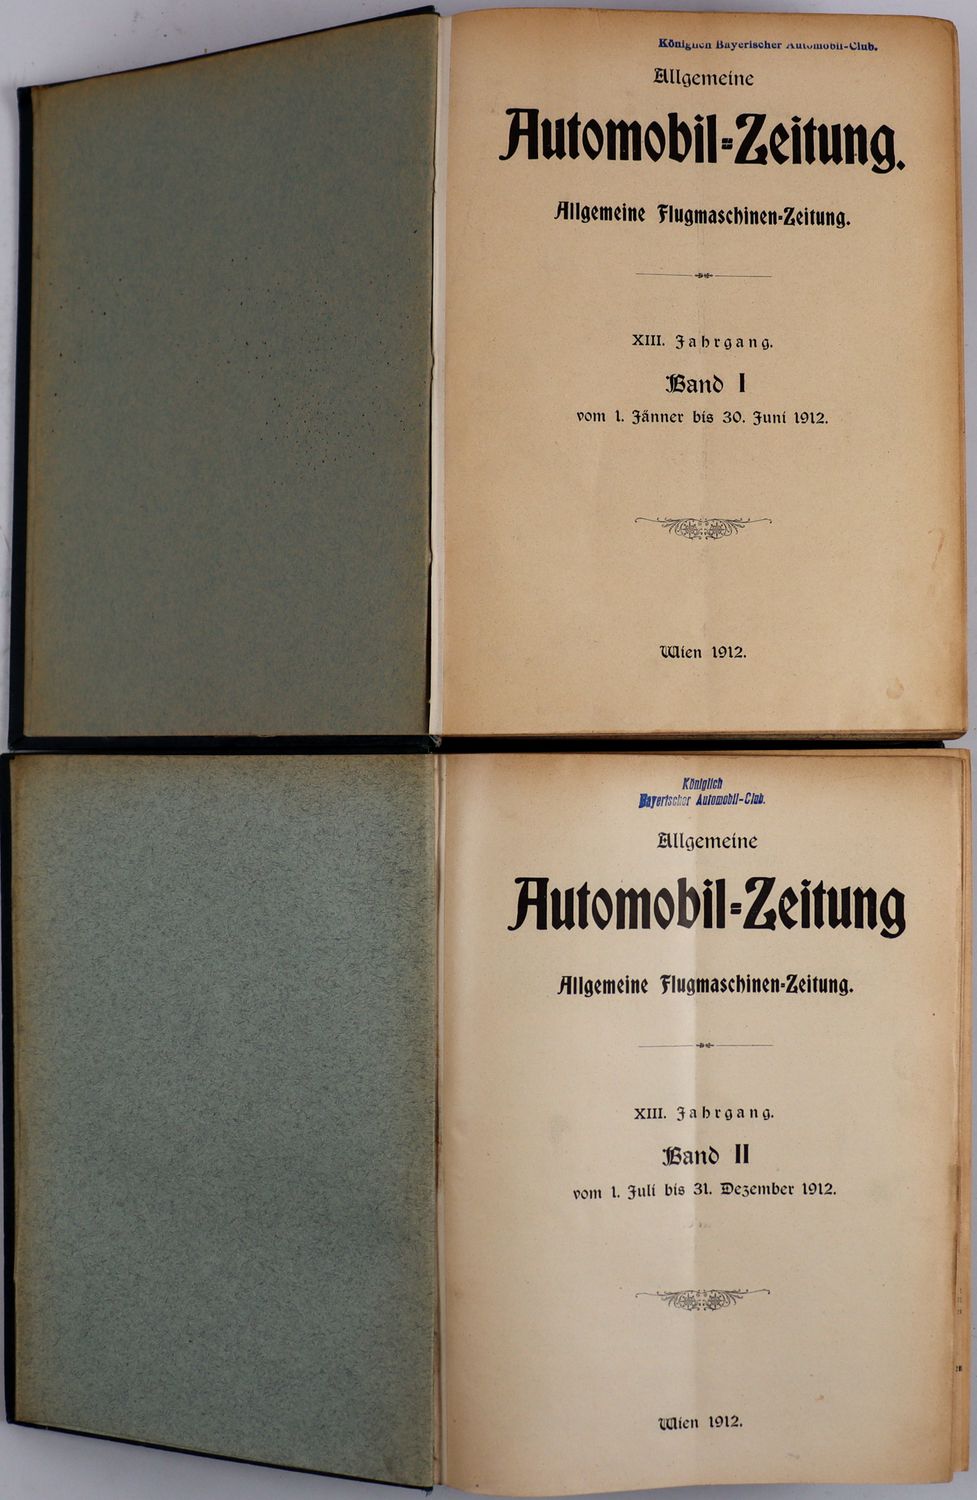 Königlich Bayerischer Automobil-Club.
Allgemeine
Automobil-Zeitung.
Allgemeine Flugmaschinen-Zeitung.
XIII. Jahrgang.
Band I
vom 1. Jänner bis 30. Juni 1912.
Wien 1912.
Königlich
Bayerischer Automobil-Club.
Allgemeine
Automobil-Zeitung
Allgemeine Flugmaschinen-Zeitung.
XIII. Jahrgang.
Band II
vom 1. Juli bis 31. Dezember 1912.
Wien 1912.